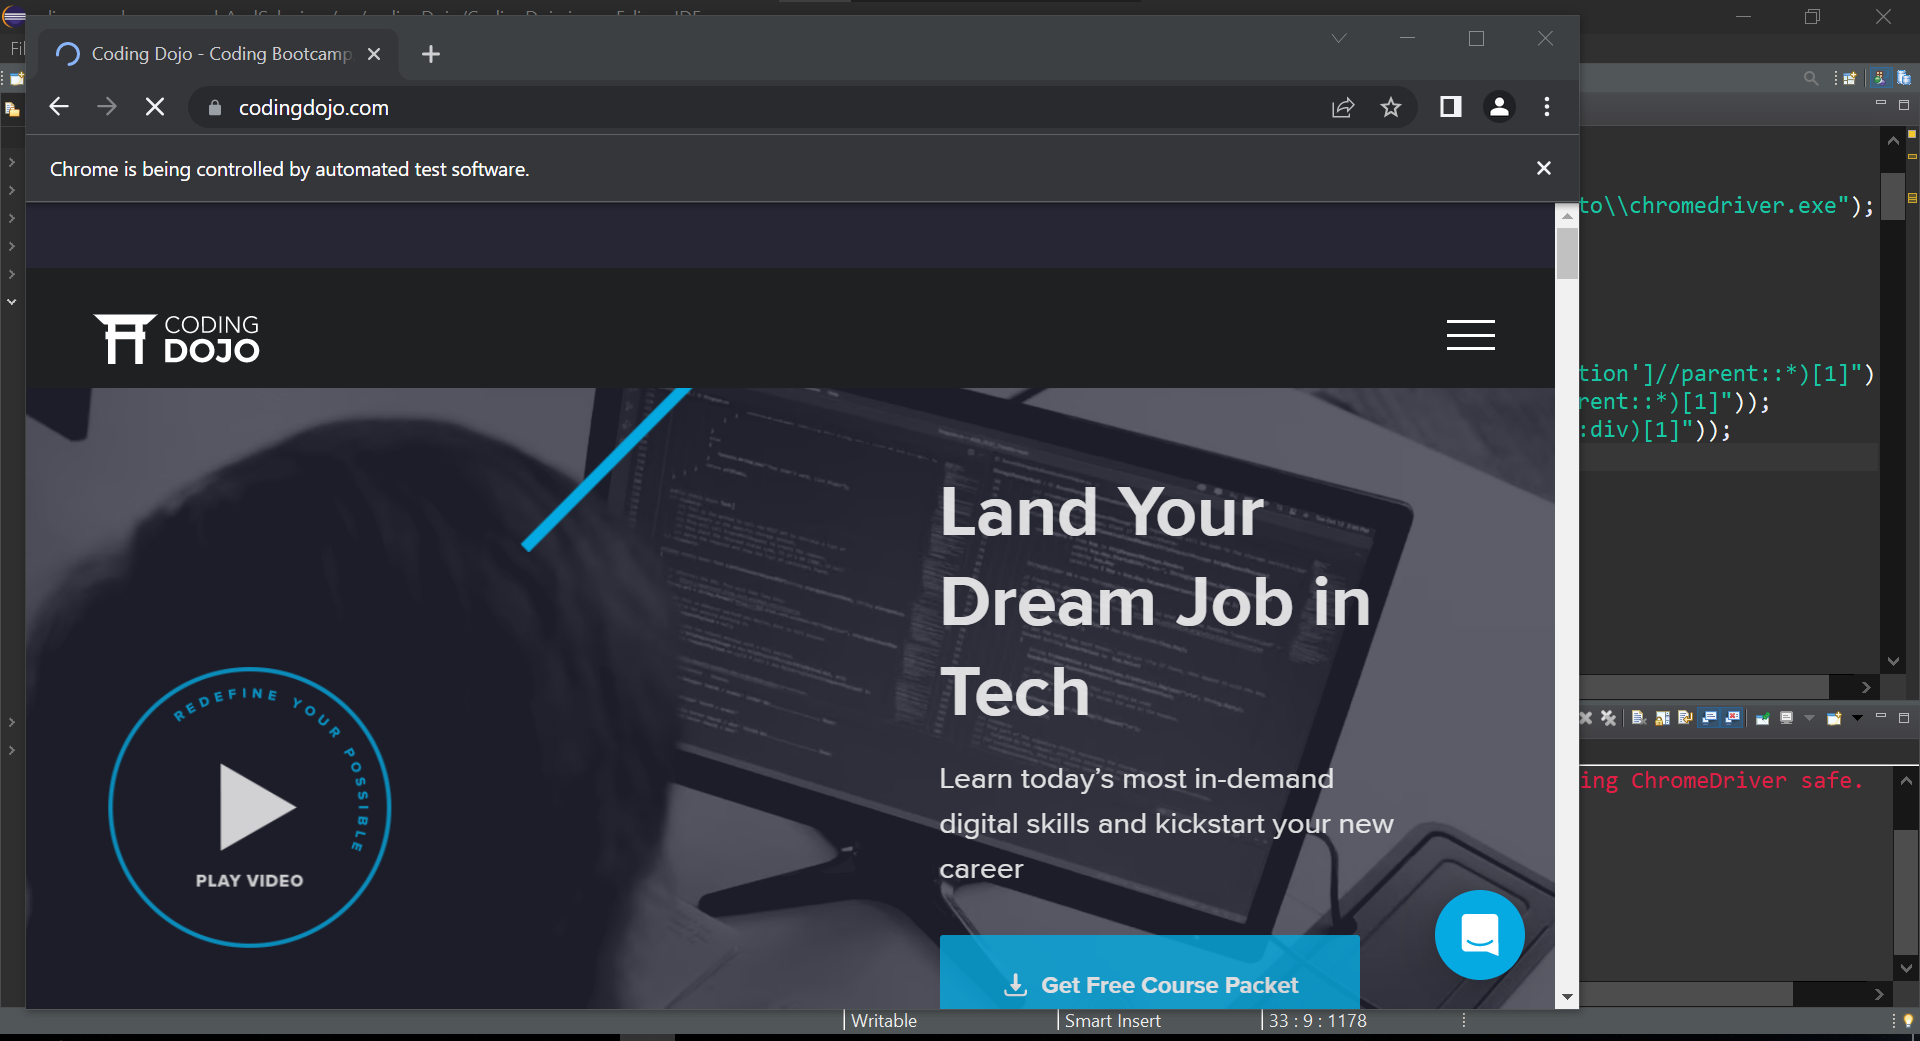 Coding Dojo - Coding Bootcamp
codingdojo.com
Chrome is being controlled by automated test software.
to\\chromedriver.exe");
CODING
DOJO
tion']//parent::*)[1]")
rent::*)[1]"));
:div)[1]"));
Land Your
Dream Job in
Tech
REDEFINE YOUR POSSIBLE
PLAY VIDEO
Learn today's most in-demand
digital skills and kickstart your new
career
ing ChromeDriver safe.
Get Free Course Packet
Writable
Smart Insert
33 : 9 : 1178